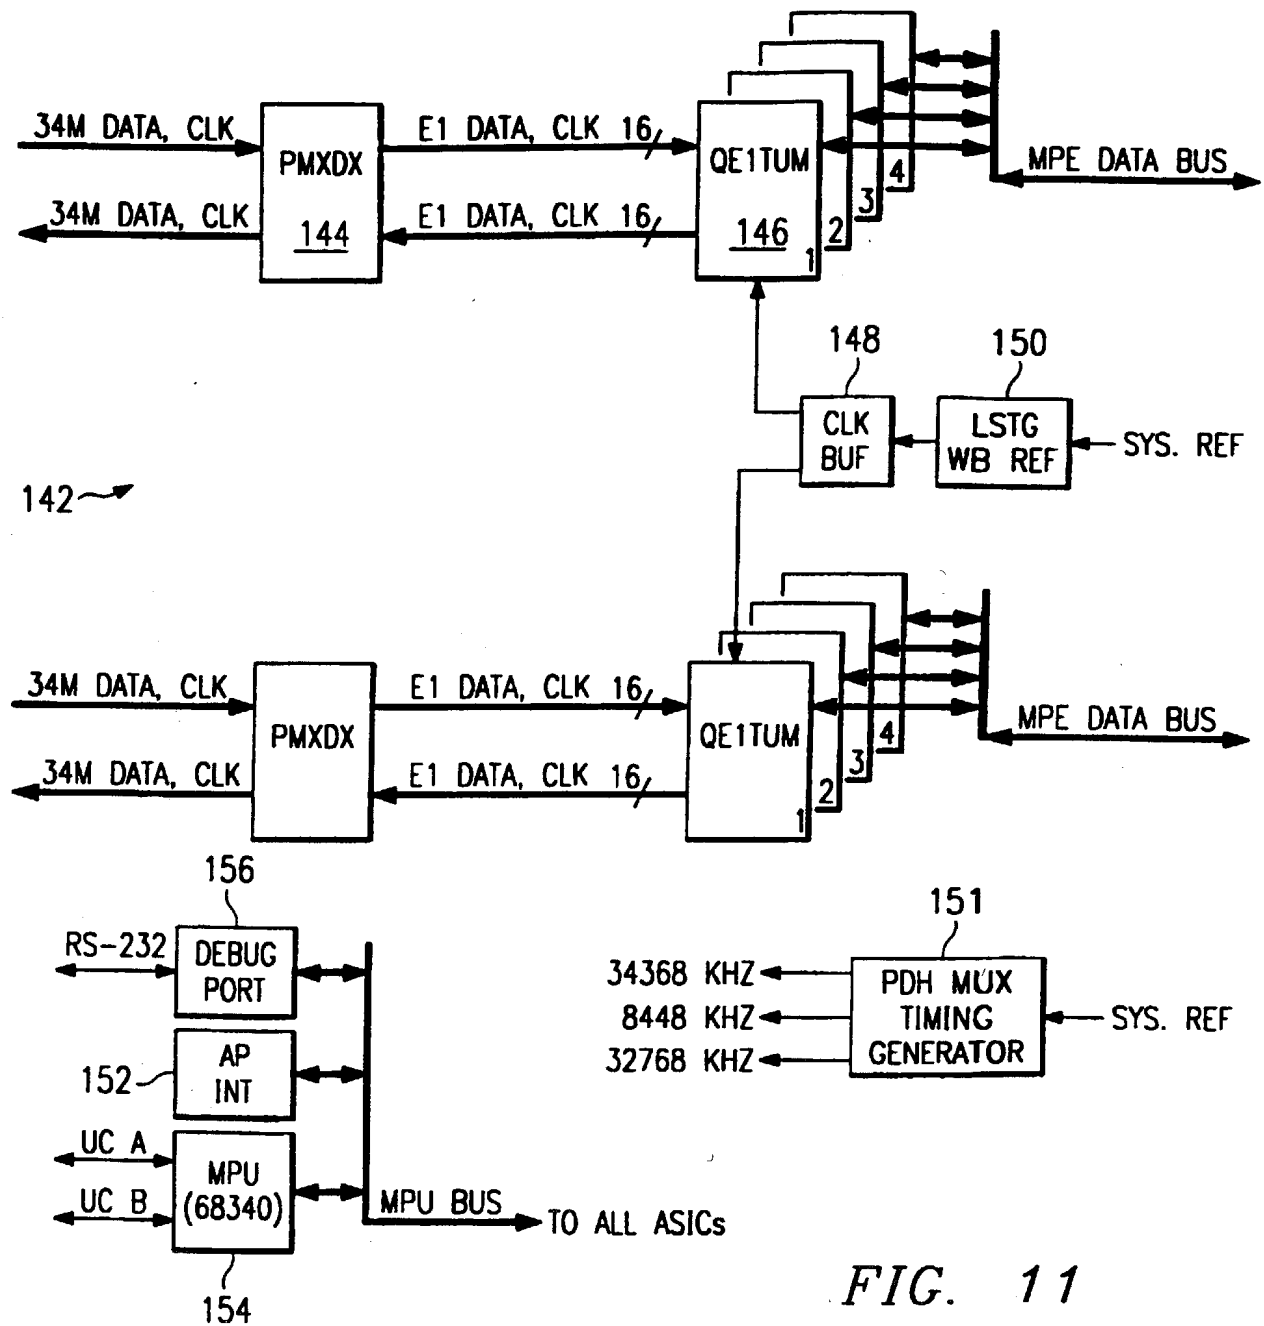 34M DATA, CLK
34M DATA, CLK
PMXDX
144
E1 DATA, CLK 16
E1 DATA, CLK 16
QE1TUM
146
1
2
3
4
MPE DATA BUS
148
CLK
BUF
150
LSTG
WB REF
SYS. REF
142
34M DATA, CLK
34M DATA, CLK
PMXDX
E1 DATA, CLK 16
E1 DATA, CLK 16
QE1TUM
1
2
3
4
MPE DATA BUS
156
RS-232
DEBUG
PORT
152
AP
INT
UC A
UC B
MPU
(68340)
154
MPU BUS
TO ALL ASICs
151
34368 KHZ
8448 KHZ
32768 KHZ
PDH MUX
TIMING
GENERATOR
SYS. REF
FIG. 11